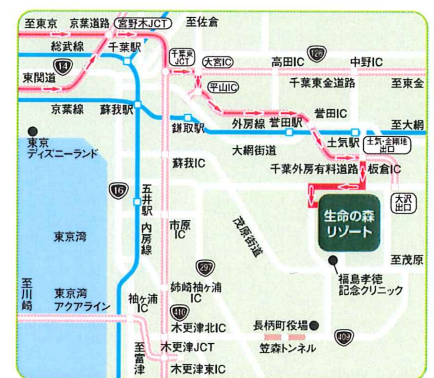 至東京
京葉道路
宮野木JCT
至佐倉
総武線
千葉駅
千葉東
JCT
大宮IC
高田IC
126
中野IC
14
東関道
平山IC
千葉東金道路
至東金
京葉線
蘇我駅
誉田IC
鎌取駅
外房線
誉田駅
至大網
東京
ディズニーランド
大網街道
土気駅
土気・金剛地
出口
蘇我IC
千葉外房有料道路
板倉IC
16
五井駅
内房線
市原
IC
茂原街道
大沢
出口
生命の森
リゾート
東京湾
至茂原
297
姉崎袖ヶ浦
IC
福島孝徳
記念クリニック
至川崎
東京湾
アクアライン
袖ヶ浦
IC
410
木更津北IC
長柄町役場
409
至富津
木更津JCT
笠森トンネル
木更津東IC